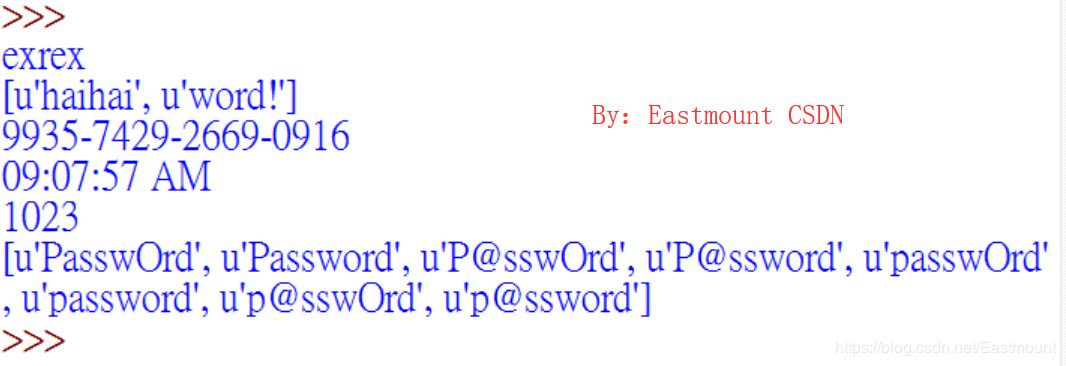 >>>
exrex
[u'haihai', u'word!']
9935-7429-2669-0916
By: Eastmount CSDN
09:07:57 AM
1023
[u'PasswOrd', u'Password', u'P@sswOrd', u'P@ssword', u'passwOrd'
, u'password', u'p@sswOrd', u'p@ssword']
>>>
https://blog.csdn.net/Eastmount